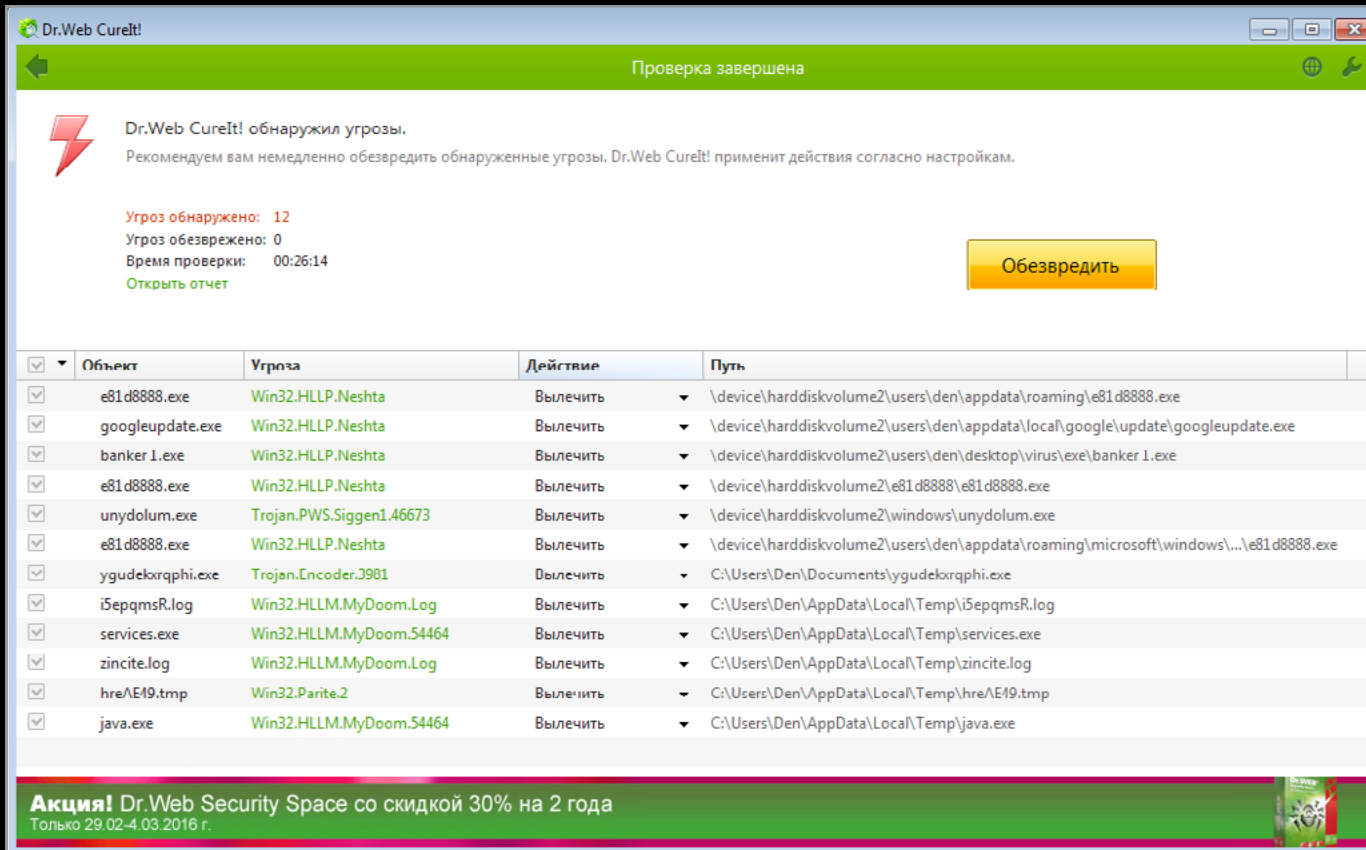 Dr.Web CureIt!
Проверка завершена
Dr.Web CureIt! обнаружил угрозы.
Рекомендуем вам немедленно обезвредить обнаруженные угрозы. Dr.Web CureIt! применит действия согласно настройкам.
Угроз обнаружено: 12
Угроз обезврежено: 0
Время проверки: 00:26:14
Открыть отчет
Обезвредить
Объект Угроза Действие Путь
e81d8888.exe Win32.HLLP.Neshta Вылечить \device\harddiskvolume2\users\den\appdata\roaming\e81d8888.exe
googleupdate.exe Win32.HLLP.Neshta Вылечить \device\harddiskvolume2\users\den\appdata\local\google\update\googleupdate.exe
banker 1.exe Win32.HLLP.Neshta Вылечить \device\harddiskvolume2\users\den\desktop\virus\exe\banker 1.exe
e81d8888.exe Win32.HLLP.Neshta Вылечить \device\harddiskvolume2\e81d8888\e81d8888.exe
unydolum.exe Trojan.PWS.Siggen1.46673 Вылечить \device\harddiskvolume2\windows\unydolum.exe
e81d8888.exe Win32.HLLP.Neshta Вылечить \device\harddiskvolume2\users\den\appdata\roaming\microsoft\windows\...\e81d8888.exe
ygudekxrqphi.exe Trojan.Encoder.3981 Вылечить C:\Users\Den\Documents\ygudekxrqphi.exe
i5epqmsR.log Win32.HLLM.MyDoom.Log Вылечить C:\Users\Den\AppData\Local\Temp\i5epqmsR.log
services.exe Win32.HLLM.MyDoom.54464 Вылечить C:\Users\Den\AppData\Local\Temp\services.exe
zincite.log Win32.HLLM.MyDoom.Log Вылечить C:\Users\Den\AppData\Local\Temp\zincite.log
hreAE49.tmp Win32.Parite.2 Вылечить C:\Users\Den\AppData\Local\Temp\hreAE49.tmp
java.exe Win32.HLLM.MyDoom.54464 Вылечить C:\Users\Den\AppData\Local\Temp\java.exe
Акция! Dr.Web Security Space со скидкой 30% на 2 года
Только 29.02-4.03.2016 г.
Dr.WEB